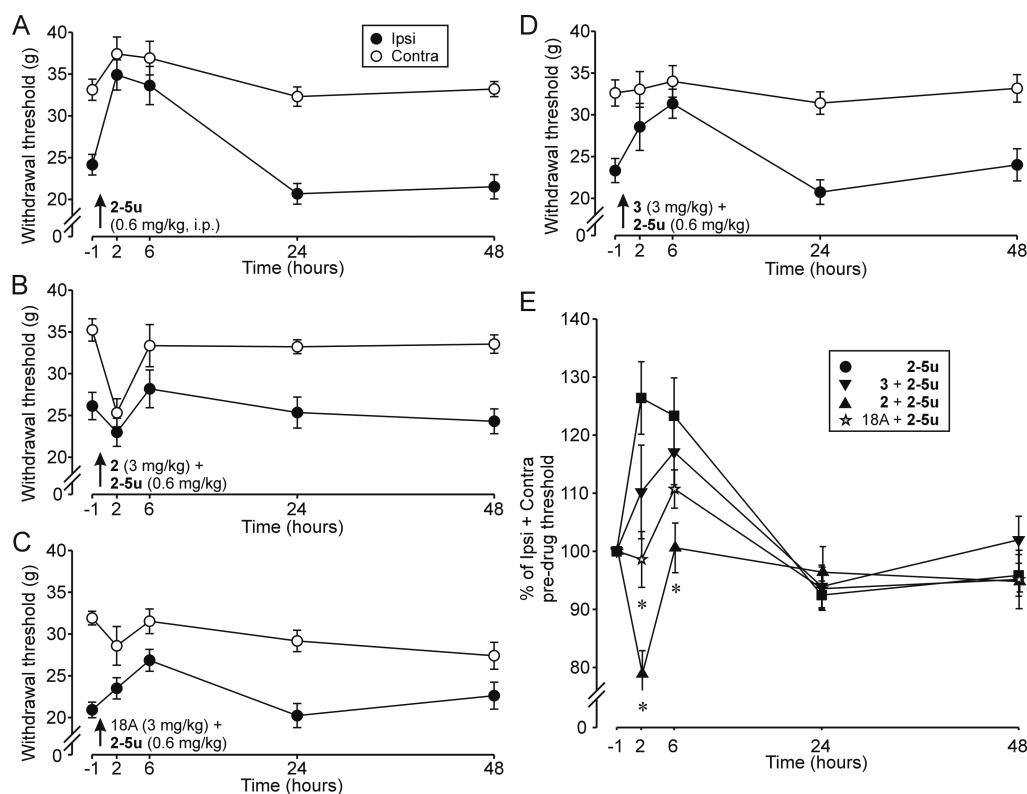 A
Withdrawal threshold (g)
40
35
30
25
20
0
Ipsi
Contra
2-5u
(0.6 mg/kg, i.p.)
-1 2 6 24 48
Time (hours)
B
Withdrawal threshold (g)
40
35
30
25
20
0
2 (3 mg/kg) +
2-5u (0.6 mg/kg)
-1 2 6 24 48
Time (hours)
C
Withdrawal threshold (g)
40
35
30
25
20
0
18A (3 mg/kg) +
2-5u (0.6 mg/kg)
-1 2 6 24 48
Time (hours)
D
Withdrawal threshold (g)
40
35
30
25
20
0
3 (3 mg/kg) +
2-5u (0.6 mg/kg)
-1 2 6 24 48
Time (hours)
E
% of Ipsi + Contra
pre-drug threshold
140
130
120
110
100
90
80
0
2-5u
3 + 2-5u
2 + 2-5u
18A + 2-5u
*
*
*
-1 2 6 24 48
Time (hours)